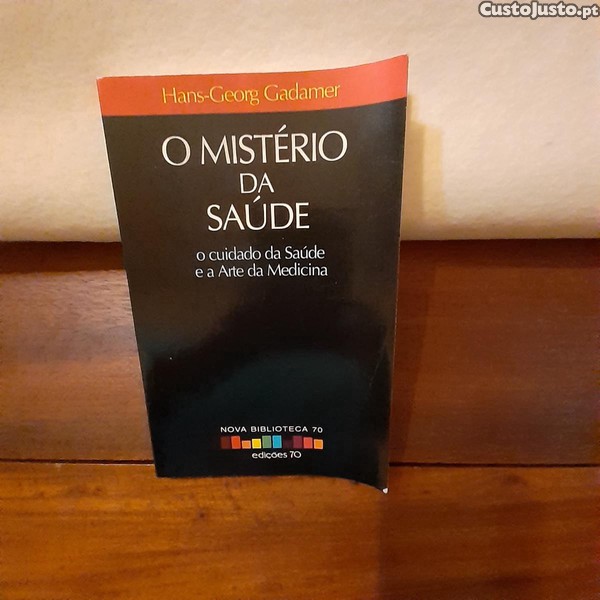 CustoJusto.pt
Hans-Georg Gadamer
O MISTÉRIO
DA
SAÚDE
o cuidado da Saúde
e a Arte da Medicina
NOVA BIBLIOTECA 70
edições 70